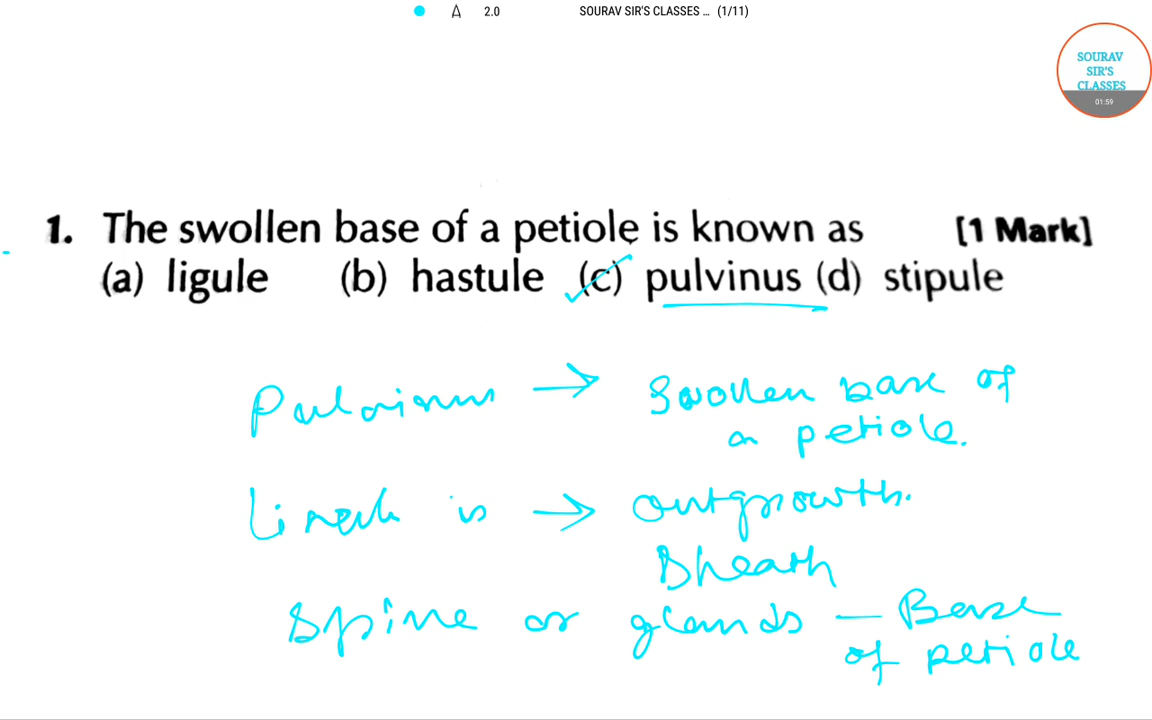 2.0 SOURAV SIR'S CLASSES ... (1/11)
SOURAV
SIR'S
CLASSES
01:59
1. The swollen base of a petiole is known as [1 Mark]
(a) ligule (b) hastule (c) pulvinus (d) stipule
Pulvinus → Swollen base of
a petiole.
is → outgrowth.
Sheath
Spine or glands — Base
of petiole